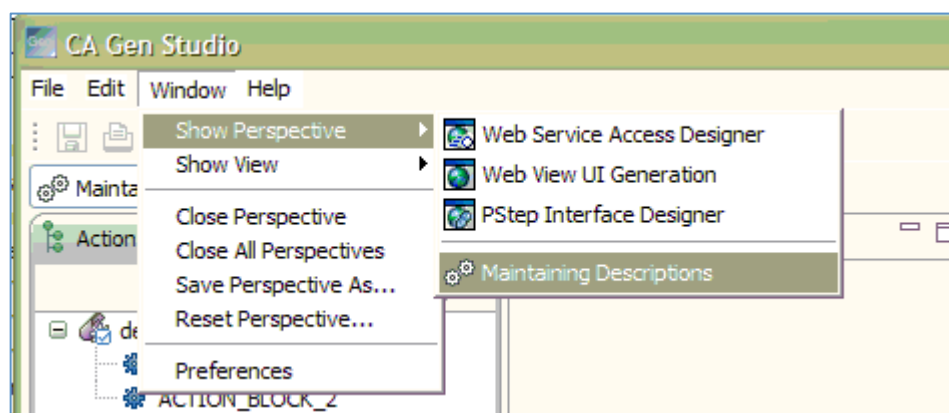 CA Gen Studio
File Edit Window Help
Show Perspective
Show View
Close Perspective
Close All Perspectives
Save Perspective As...
Reset Perspective...
Preferences
Web Service Access Designer
Web View UI Generation
PStep Interface Designer
Maintaining Descriptions
Mainta
Action
de
ACTION_BLOCK_2